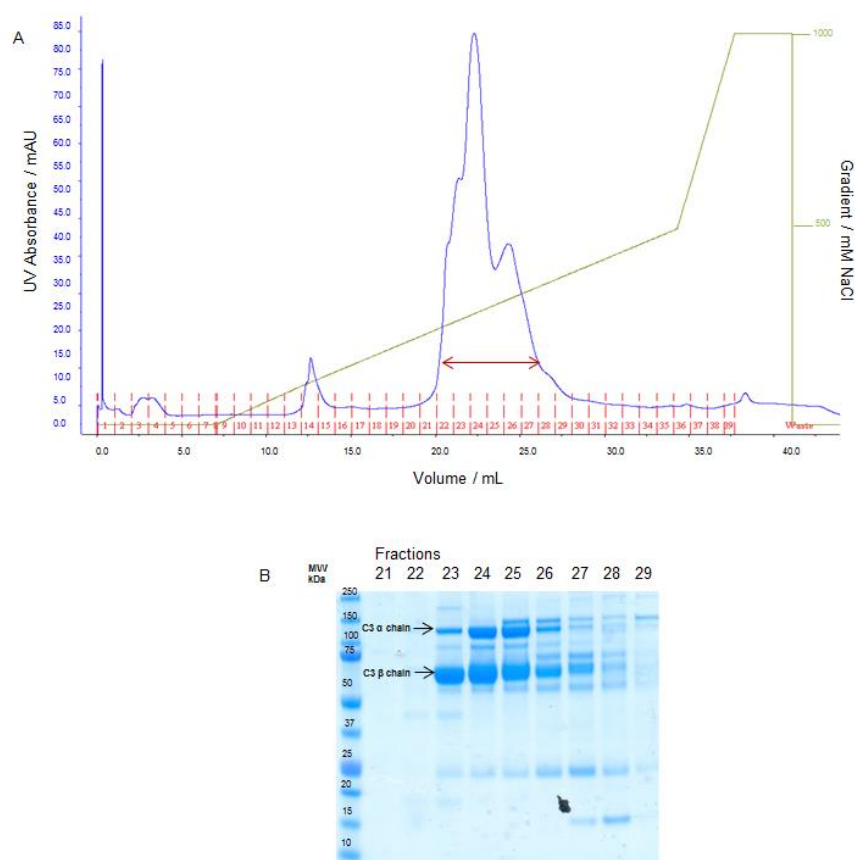 A
UV Absorbance / mAU
85.0
80.0
75.0
70.0
65.0
60.0
55.0
50.0
45.0
40.0
35.0
30.0
25.0
20.0
15.0
10.0
5.0
0.0
1000
500
Gradient / mM NaCl
1 2 3 4 5 6 7 8 9 10 11 12 13 14 15 16 17 18 19 20 21 22 23 24 25 26 27 28 29 30 31 32 33 34 35 36 37 38 39 Waste
0.0 5.0 10.0 15.0 20.0 25.0 30.0 35.0 40.0
Volume / mL
B
MW
kDa
Fractions
21 22 23 24 25 26 27 28 29
250
150
100
75
50
37
25
20
15
10
C3 α chain
C3 β chain